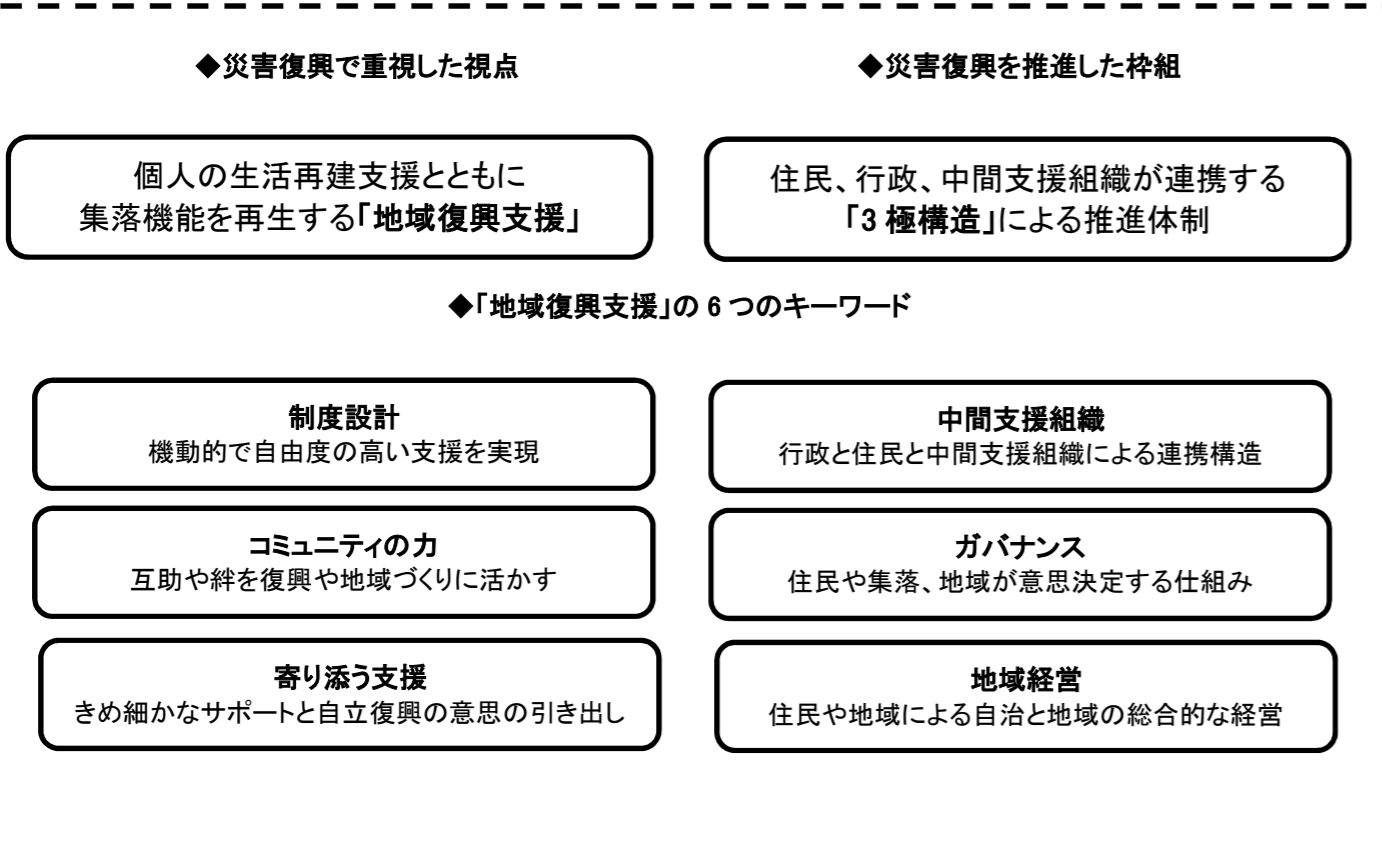 ◆災害復興で重視した視点
◆災害復興を推進した枠組
個人の生活再建支援とともに
集落機能を再生する「地域復興支援」
住民、行政、中間支援組織が連携する
「3 極構造」による推進体制
◆「地域復興支援」の 6 つのキーワード
制度設計
機動的で自由度の高い支援を実現
中間支援組織
行政と住民と中間支援組織による連携構造
コミュニティの力
互助や絆を復興や地域づくりに活かす
ガバナンス
住民や集落、地域が意思決定する仕組み
寄り添う支援
きめ細かなサポートと自立復興の意思の引き出し
地域経営
住民や地域による自治と地域の総合的な経営